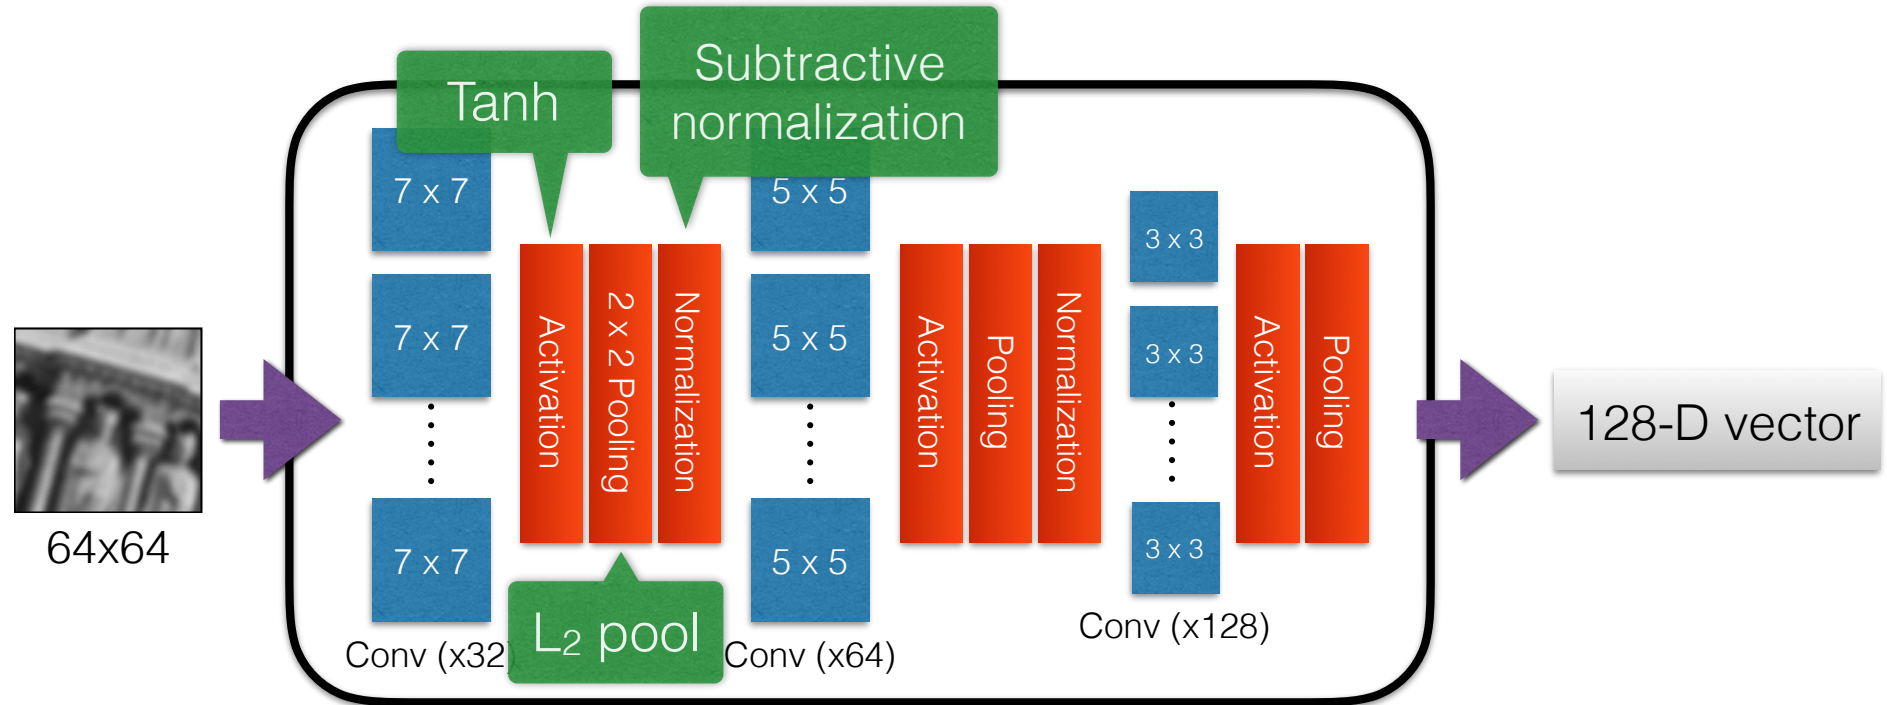 Tanh
Subtractive
normalization
7 x 7
7 x 7
7 x 7
Conv (x32)
Activation
2 x 2 Pooling
Normalization
L₂ pool
5 x 5
5 x 5
5 x 5
Conv (x64)
Activation
Pooling
Normalization
3 x 3
3 x 3
3 x 3
Conv (x128)
Activation
Pooling
64x64
128-D vector